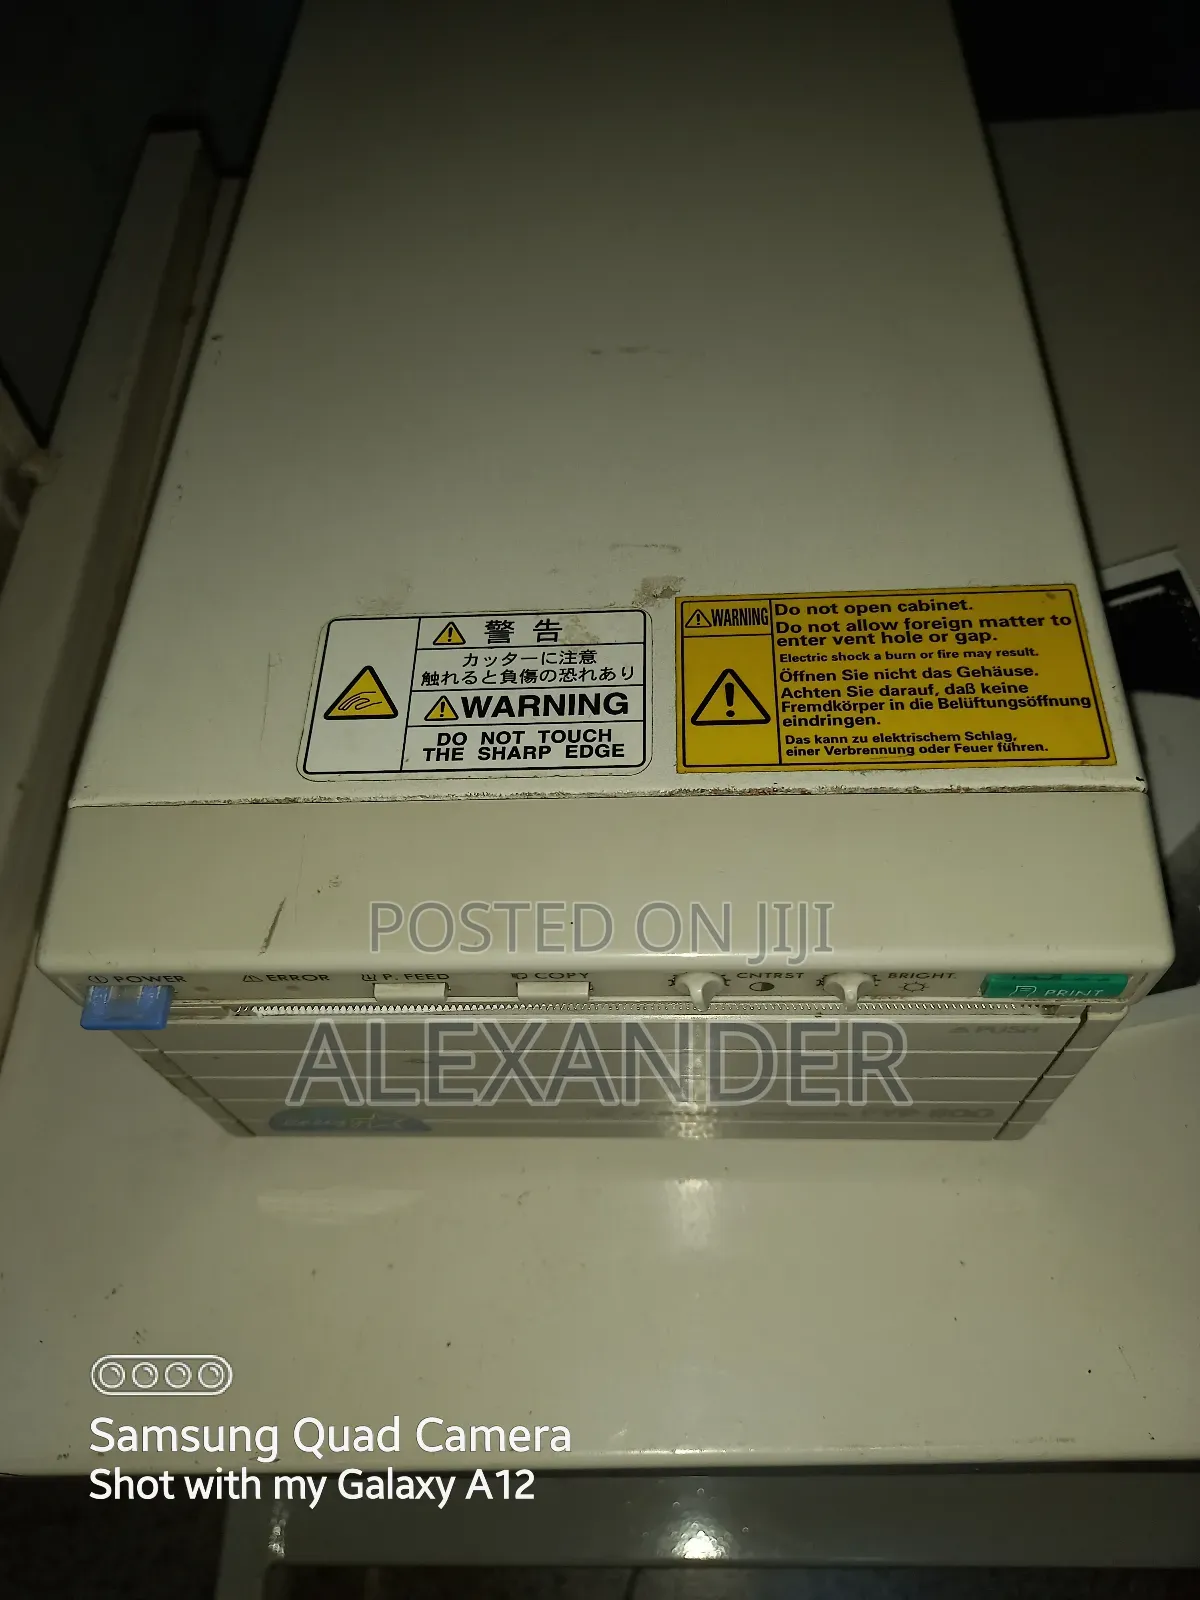 警告
カッターに注意
触れると負傷の恐れあり
WARNING
DO NOT TOUCH
THE SHARP EDGE
WARNING
Do not open cabinet.
Do not allow foreign matter to
enter vent hole or gap.
Electric shock a burn or fire may result.
Öffnen Sie nicht das Gehäuse.
Achten Sie darauf, daß keine
Fremdkörper in die Belüftungsöffnung
eindringen.
Das kann zu elektrischem Schlag,
einer Verbrennung oder Feuer führen.
POSTED ON JIJI
POWER ERROR P. FEED COPY CNTRST BRIGHT. PRINT
PUSH
ALEXANDER
Samsung Quad Camera
Shot with my Galaxy A12